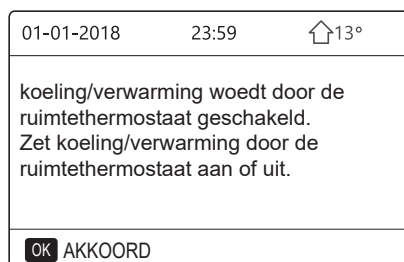 01-01-2018 23:59 13°
koeling/verwarming woedt door de
ruimtethermostaat geschakeld.
Zet koeling/verwarming door de
ruimtethermostaat aan of uit.
OK AKKOORD